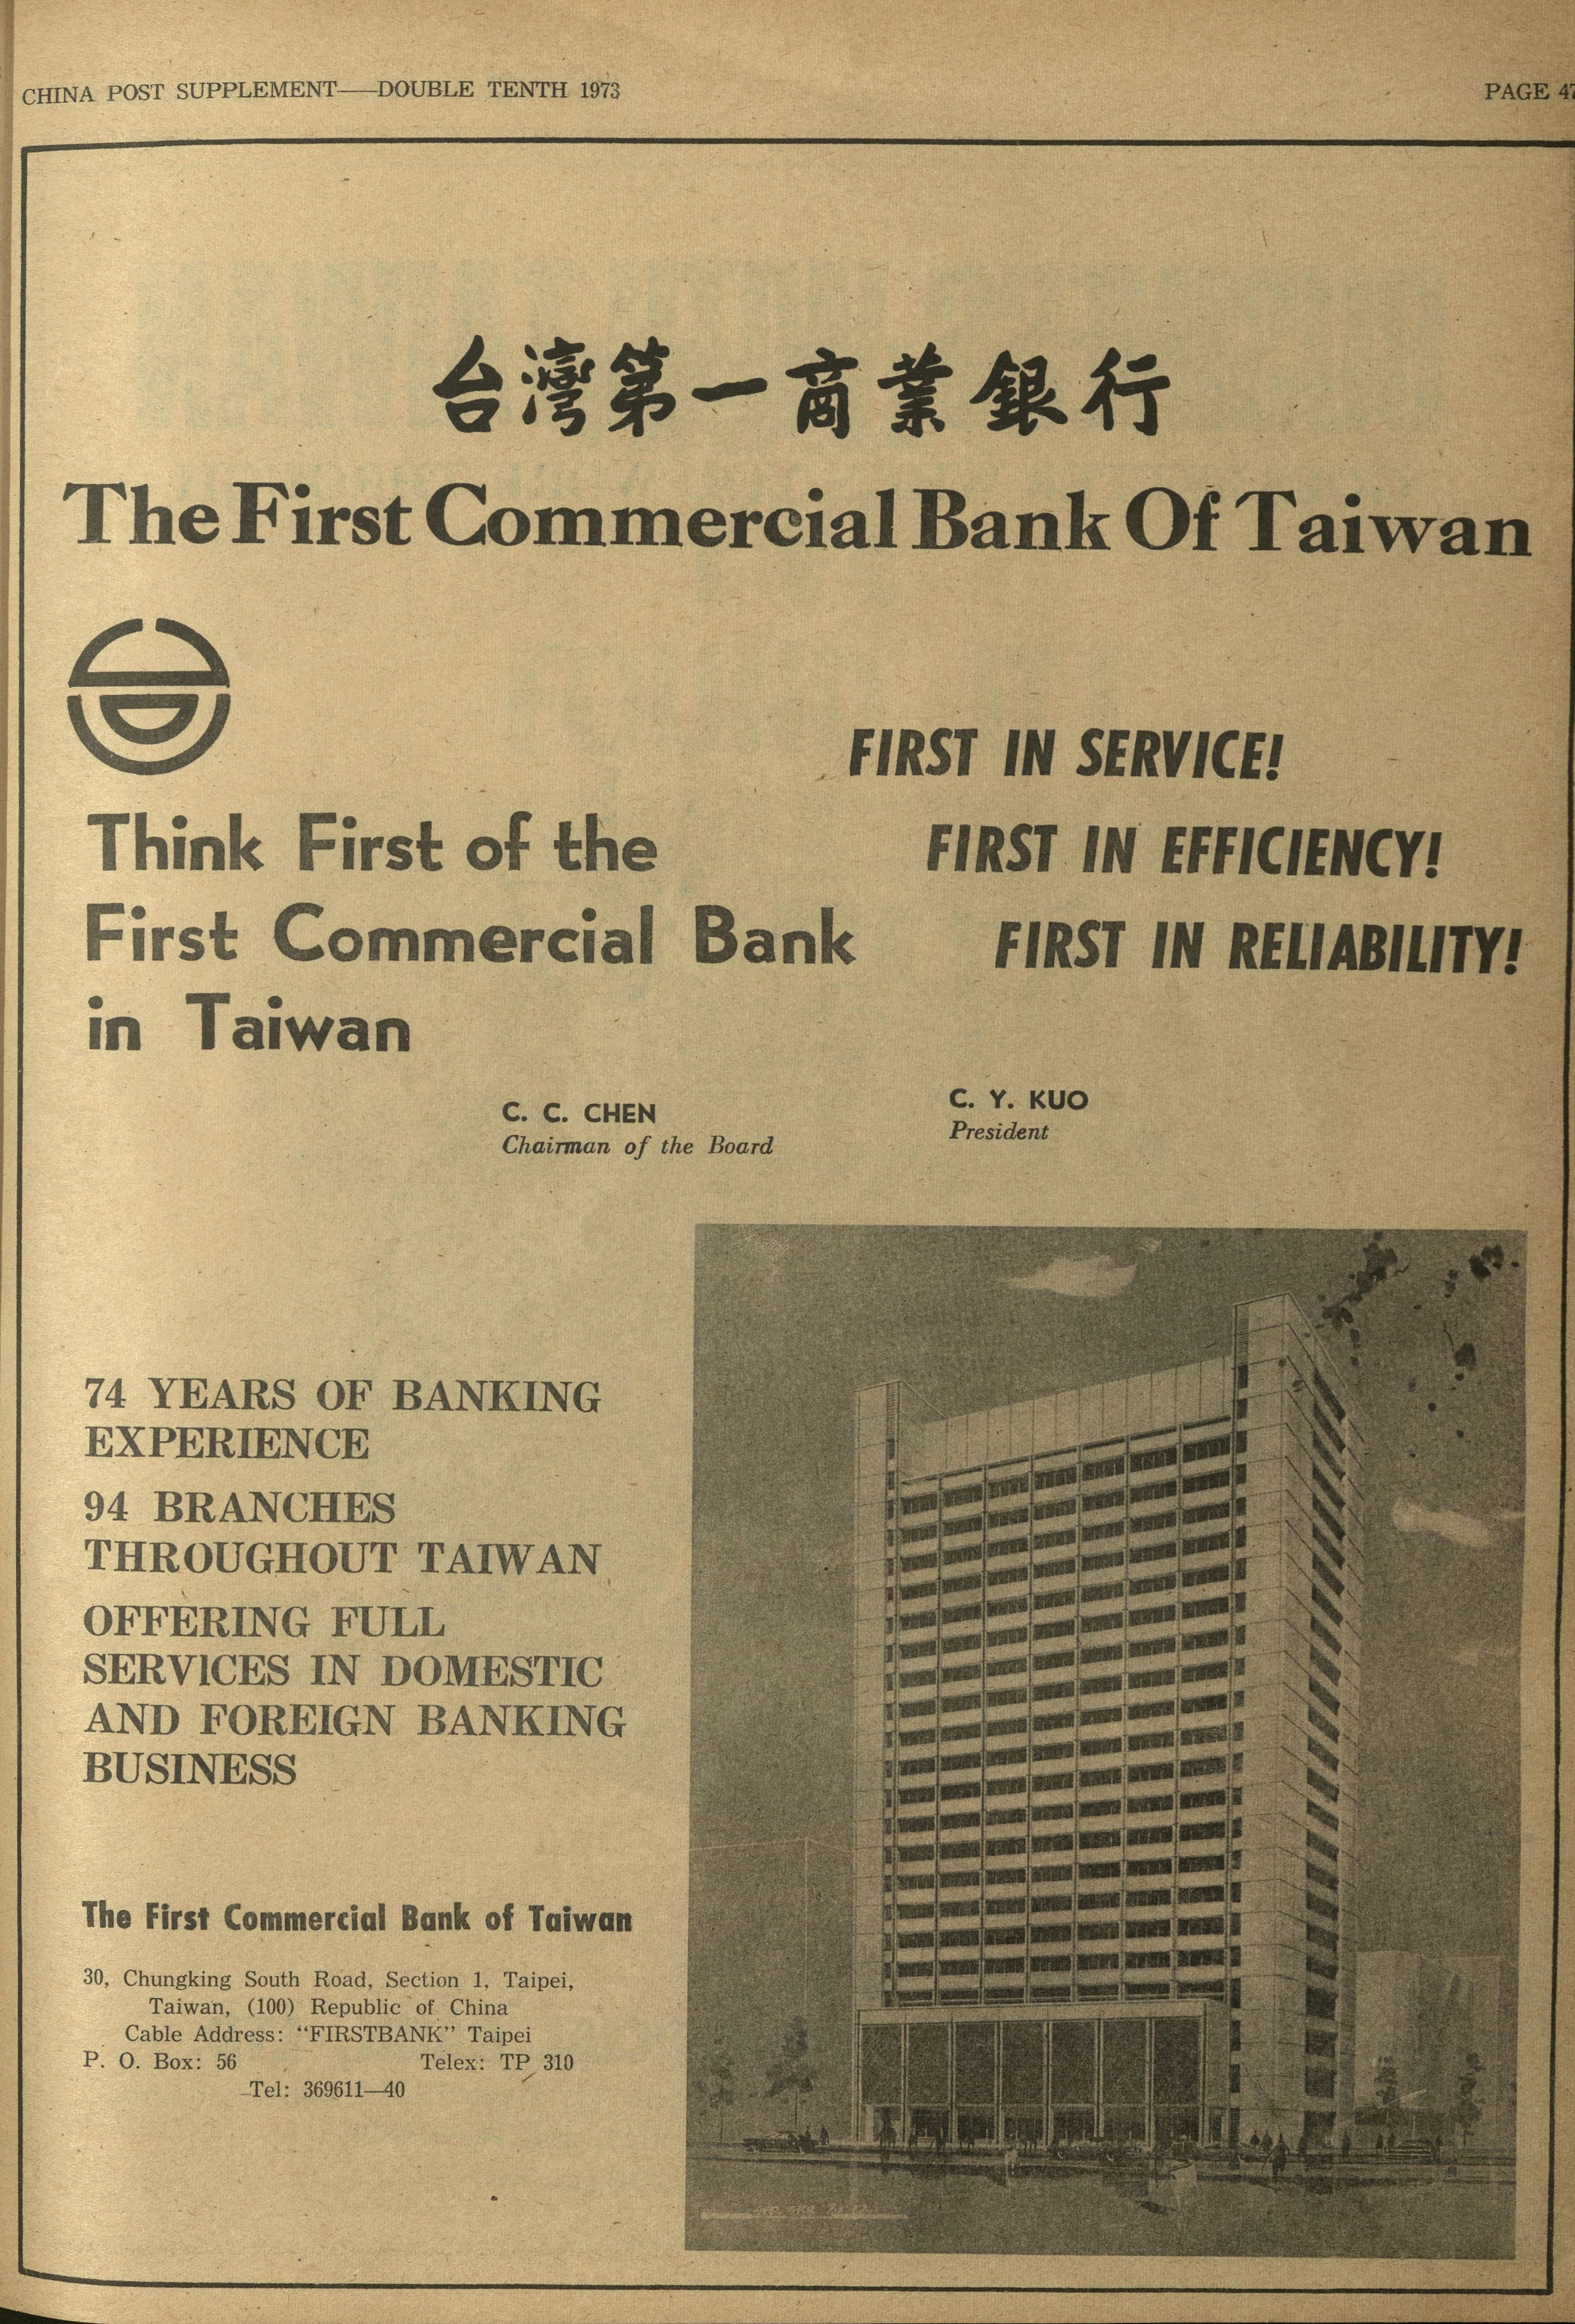 CHINA POST SUPPLEMENT——DOUBLE TENTH 1973
PAGE 47
台灣第一商業銀行
The First Commercial Bank Of Taiwan
FIRST IN SERVICE!
FIRST IN EFFICIENCY!
FIRST IN RELIABILITY!
Think First of the
First Commercial Bank
in Taiwan
C. C. CHEN
Chairman of the Board
C. Y. KUO
President
74 YEARS OF BANKING
EXPERIENCE
94 BRANCHES
THROUGHOUT TAIWAN
OFFERING FULL
SERVICES IN DOMESTIC
AND FOREIGN BANKING
BUSINESS
The First Commercial Bank of Taiwan
30, Chungking South Road, Section 1, Taipei,
Taiwan, (100) Republic of China
Cable Address: “FIRSTBANK” Taipei
P. O. Box: 56 Telex: TP 310
Tel: 369611—40